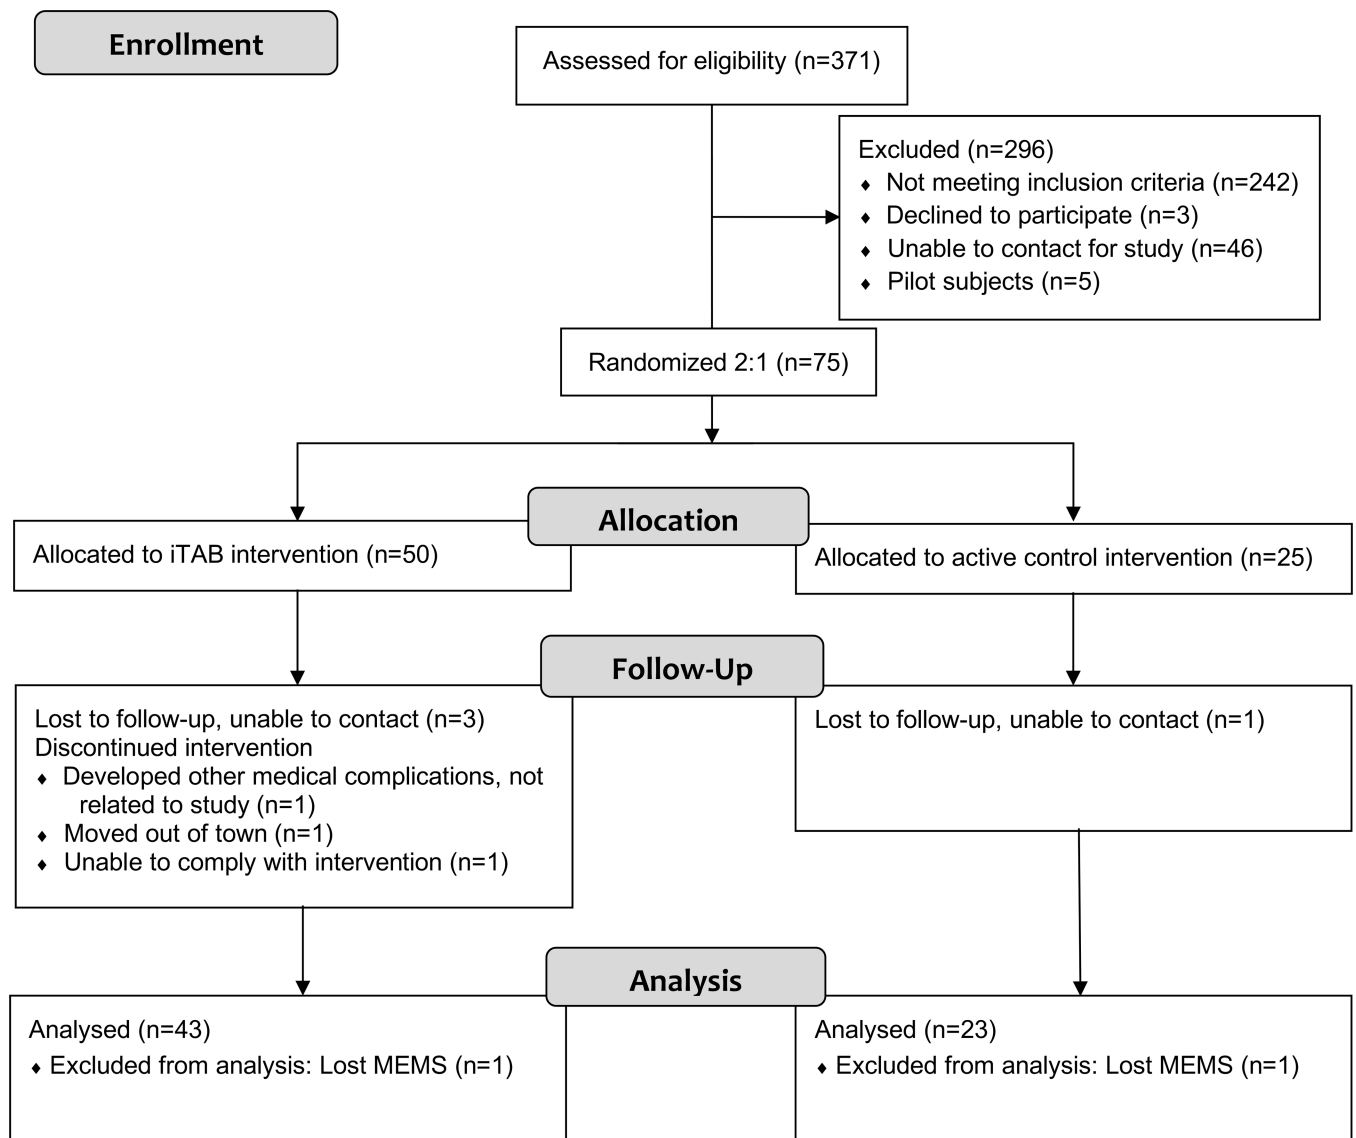 Enrollment
Assessed for eligibility (n=371)
Excluded (n=296)
♦ Not meeting inclusion criteria (n=242)
♦ Declined to participate (n=3)
♦ Unable to contact for study (n=46)
♦ Pilot subjects (n=5)
Randomized 2:1 (n=75)
Allocation
Allocated to iTAB intervention (n=50)
Allocated to active control intervention (n=25)
Follow-Up
Lost to follow-up, unable to contact (n=3)
Discontinued intervention
♦ Developed other medical complications, not
related to study (n=1)
♦ Moved out of town (n=1)
♦ Unable to comply with intervention (n=1)
Lost to follow-up, unable to contact (n=1)
Analysis
Analysed (n=43)
♦ Excluded from analysis: Lost MEMS (n=1)
Analysed (n=23)
♦ Excluded from analysis: Lost MEMS (n=1)